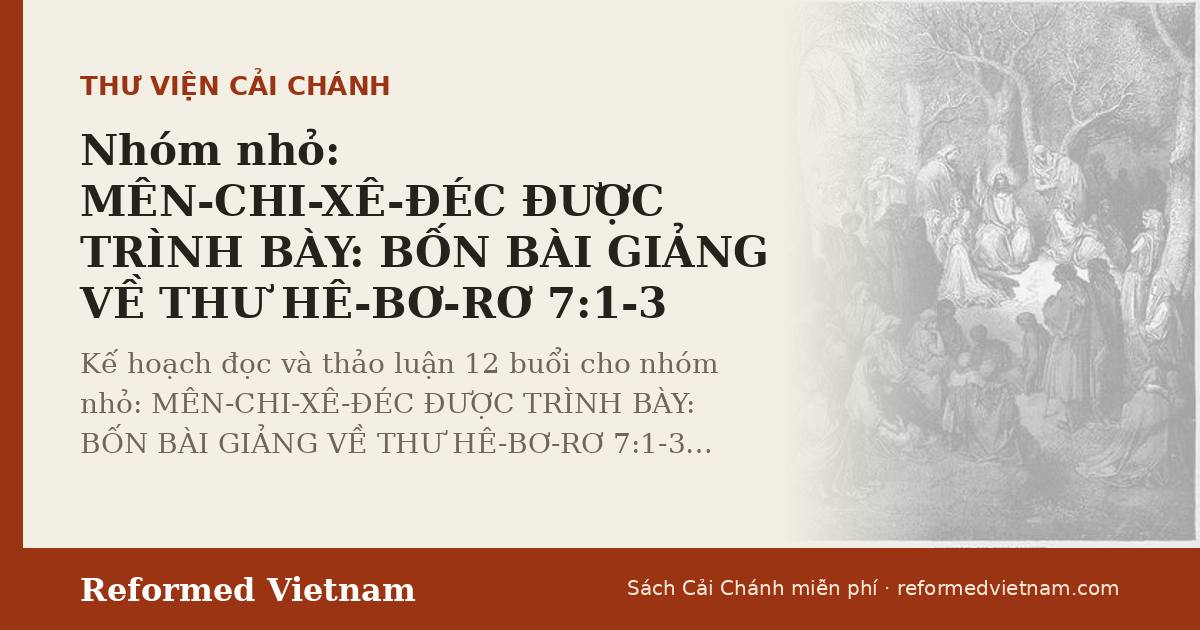 THƯ VIỆN CẢI CHÁNH
Nhóm nhỏ:
MÊN-CHI-XÊ-ĐÉC ĐƯỢC
TRÌNH BÀY: BỐN BÀI GIẢNG
VỀ THƯ HÊ-BƠ-RƠ 7:1-3
Kế hoạch đọc và thảo luận 12 buổi cho nhóm
nhỏ: MÊN-CHI-XÊ-ĐÉC ĐƯỢC TRÌNH BÀY:
BỐN BÀI GIẢNG VỀ THƯ HÊ-BƠ-RƠ 7:1-3...
Reformed Vietnam
Sách Cải Chánh miễn phí · reformedvietnam.com